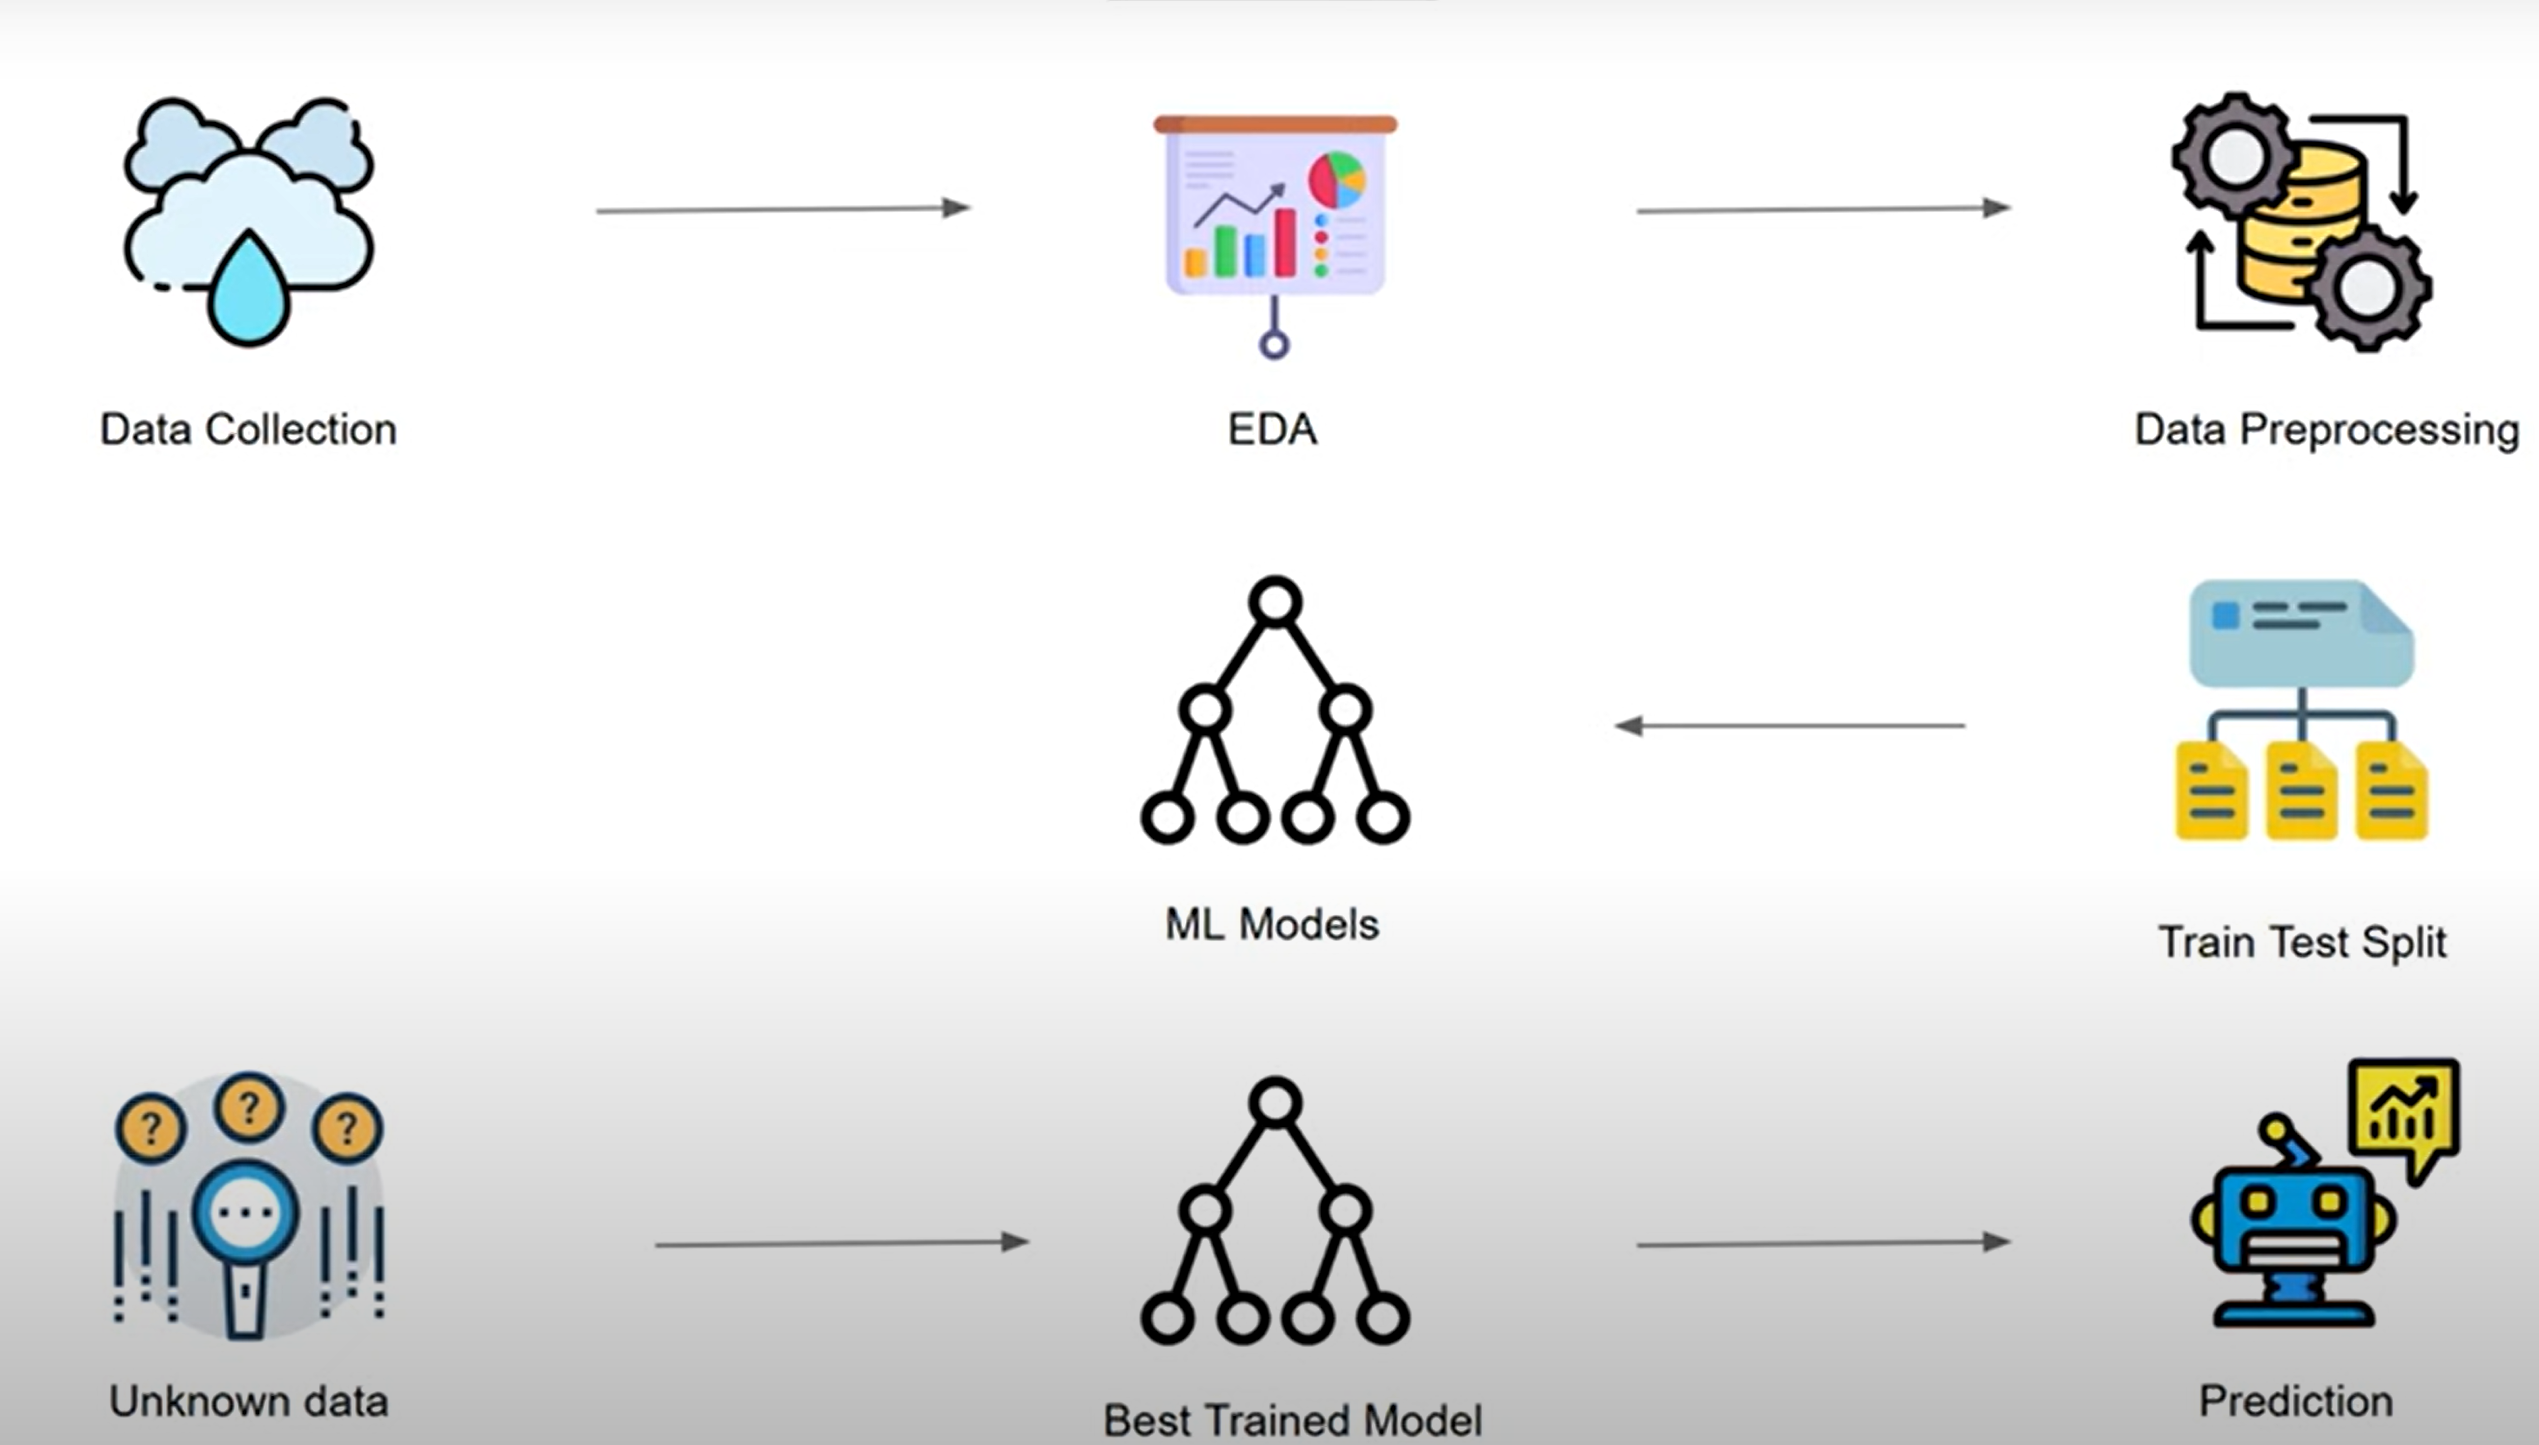 Data Collection
EDA
Data Preprocessing
ML Models
Train Test Split
? ? ?
Unknown data
Best Trained Model
Prediction